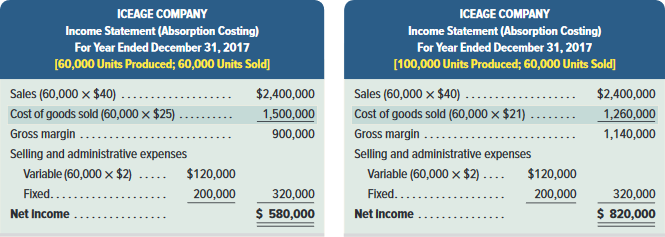 ICEAGE COMPANY
Income Statement (Absorption Costing)
For Year Ended December 31, 2017
[60,000 Units Produced; 60,000 Units Sold]
Sales (60,000 × $40) .................... $2,400,000
Cost of goods sold (60,000 × $25) .......... 1,500,000
Gross margin ........................... 900,000
Selling and administrative expenses
Variable (60,000 × $2) ..... $120,000
Fixed................. 200,000 320,000
Net Income ................. $ 580,000
ICEAGE COMPANY
Income Statement (Absorption Costing)
For Year Ended December 31, 2017
[100,000 Units Produced; 60,000 Units Sold]
Sales (60,000 × $40) .................... $2,400,000
Cost of goods sold (60,000 × $21) ........ 1,260,000
Gross margin ........................... 1,140,000
Selling and administrative expenses
Variable (60,000 × $2) .... $120,000
Fixed................. 200,000 320,000
Net Income ................ $ 820,000